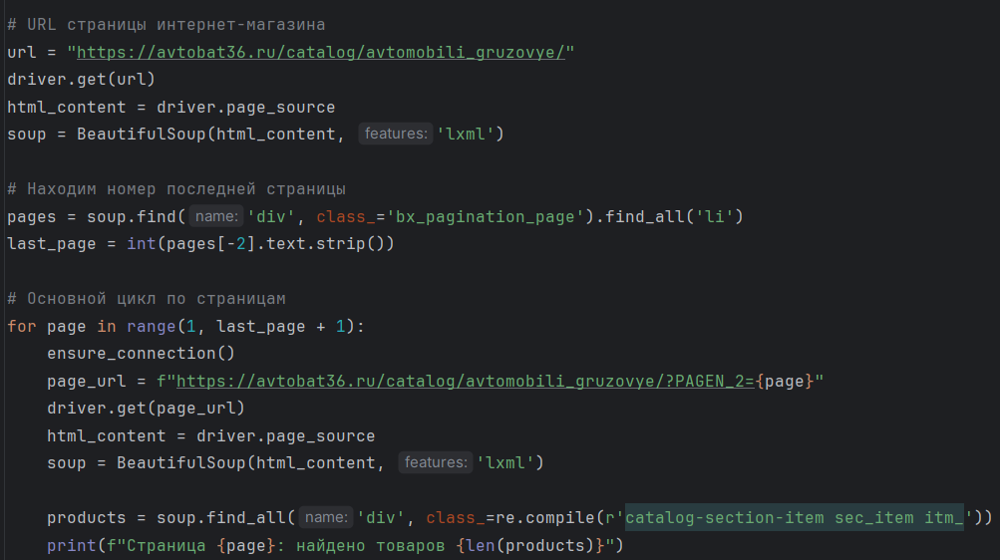 # URL страницы интернет-магазина
url = "https://avtobat36.ru/catalog/avtomobili_gruzovye/"
driver.get(url)
html_content = driver.page_source
soup = BeautifulSoup(html_content, features: 'lxml')
# Находим номер последней страницы
pages = soup.find( name: 'div', class_='bx_pagination_page').find_all('li')
last_page = int(pages[-2].text.strip())
# Основной цикл по страницам
for page in range(1, last_page + 1):
    ensure_connection()
    page_url = f"https://avtobat36.ru/catalog/avtomobili_gruzovye/?PAGEN_2={page}"
    driver.get(page_url)
    html_content = driver.page_source
    soup = BeautifulSoup(html_content, features: 'lxml')
    products = soup.find_all( name: 'div', class_=re.compile(r'catalog-section-item sec_item itm_'))
    print(f"Страница {page}: найдено товаров {len(products)}")